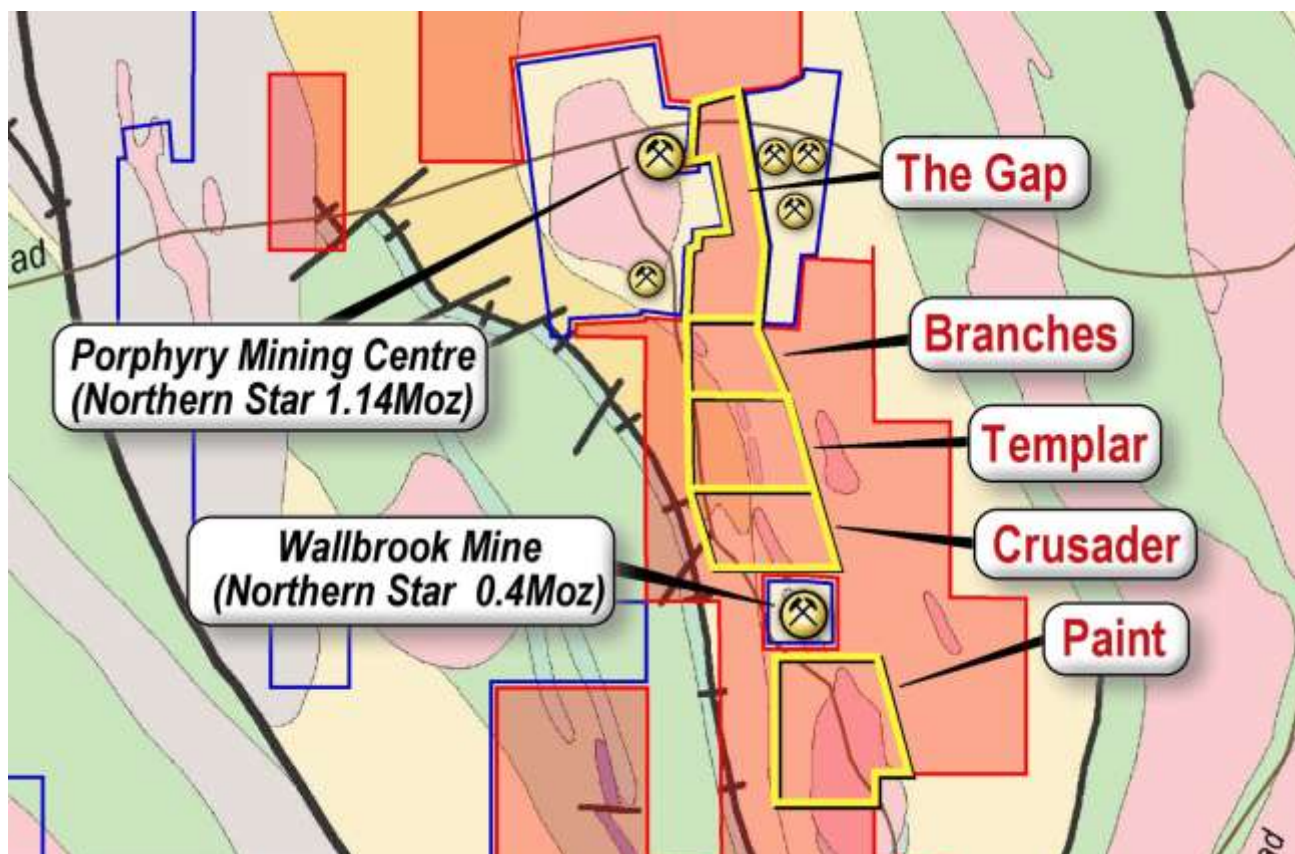 The Gap
ad
Branches
Porphyry Mining Centre
(Northern Star 1.14Moz)
Templar
Wallbrook Mine
(Northern Star 0.4Moz)
Crusader
Paint
ad